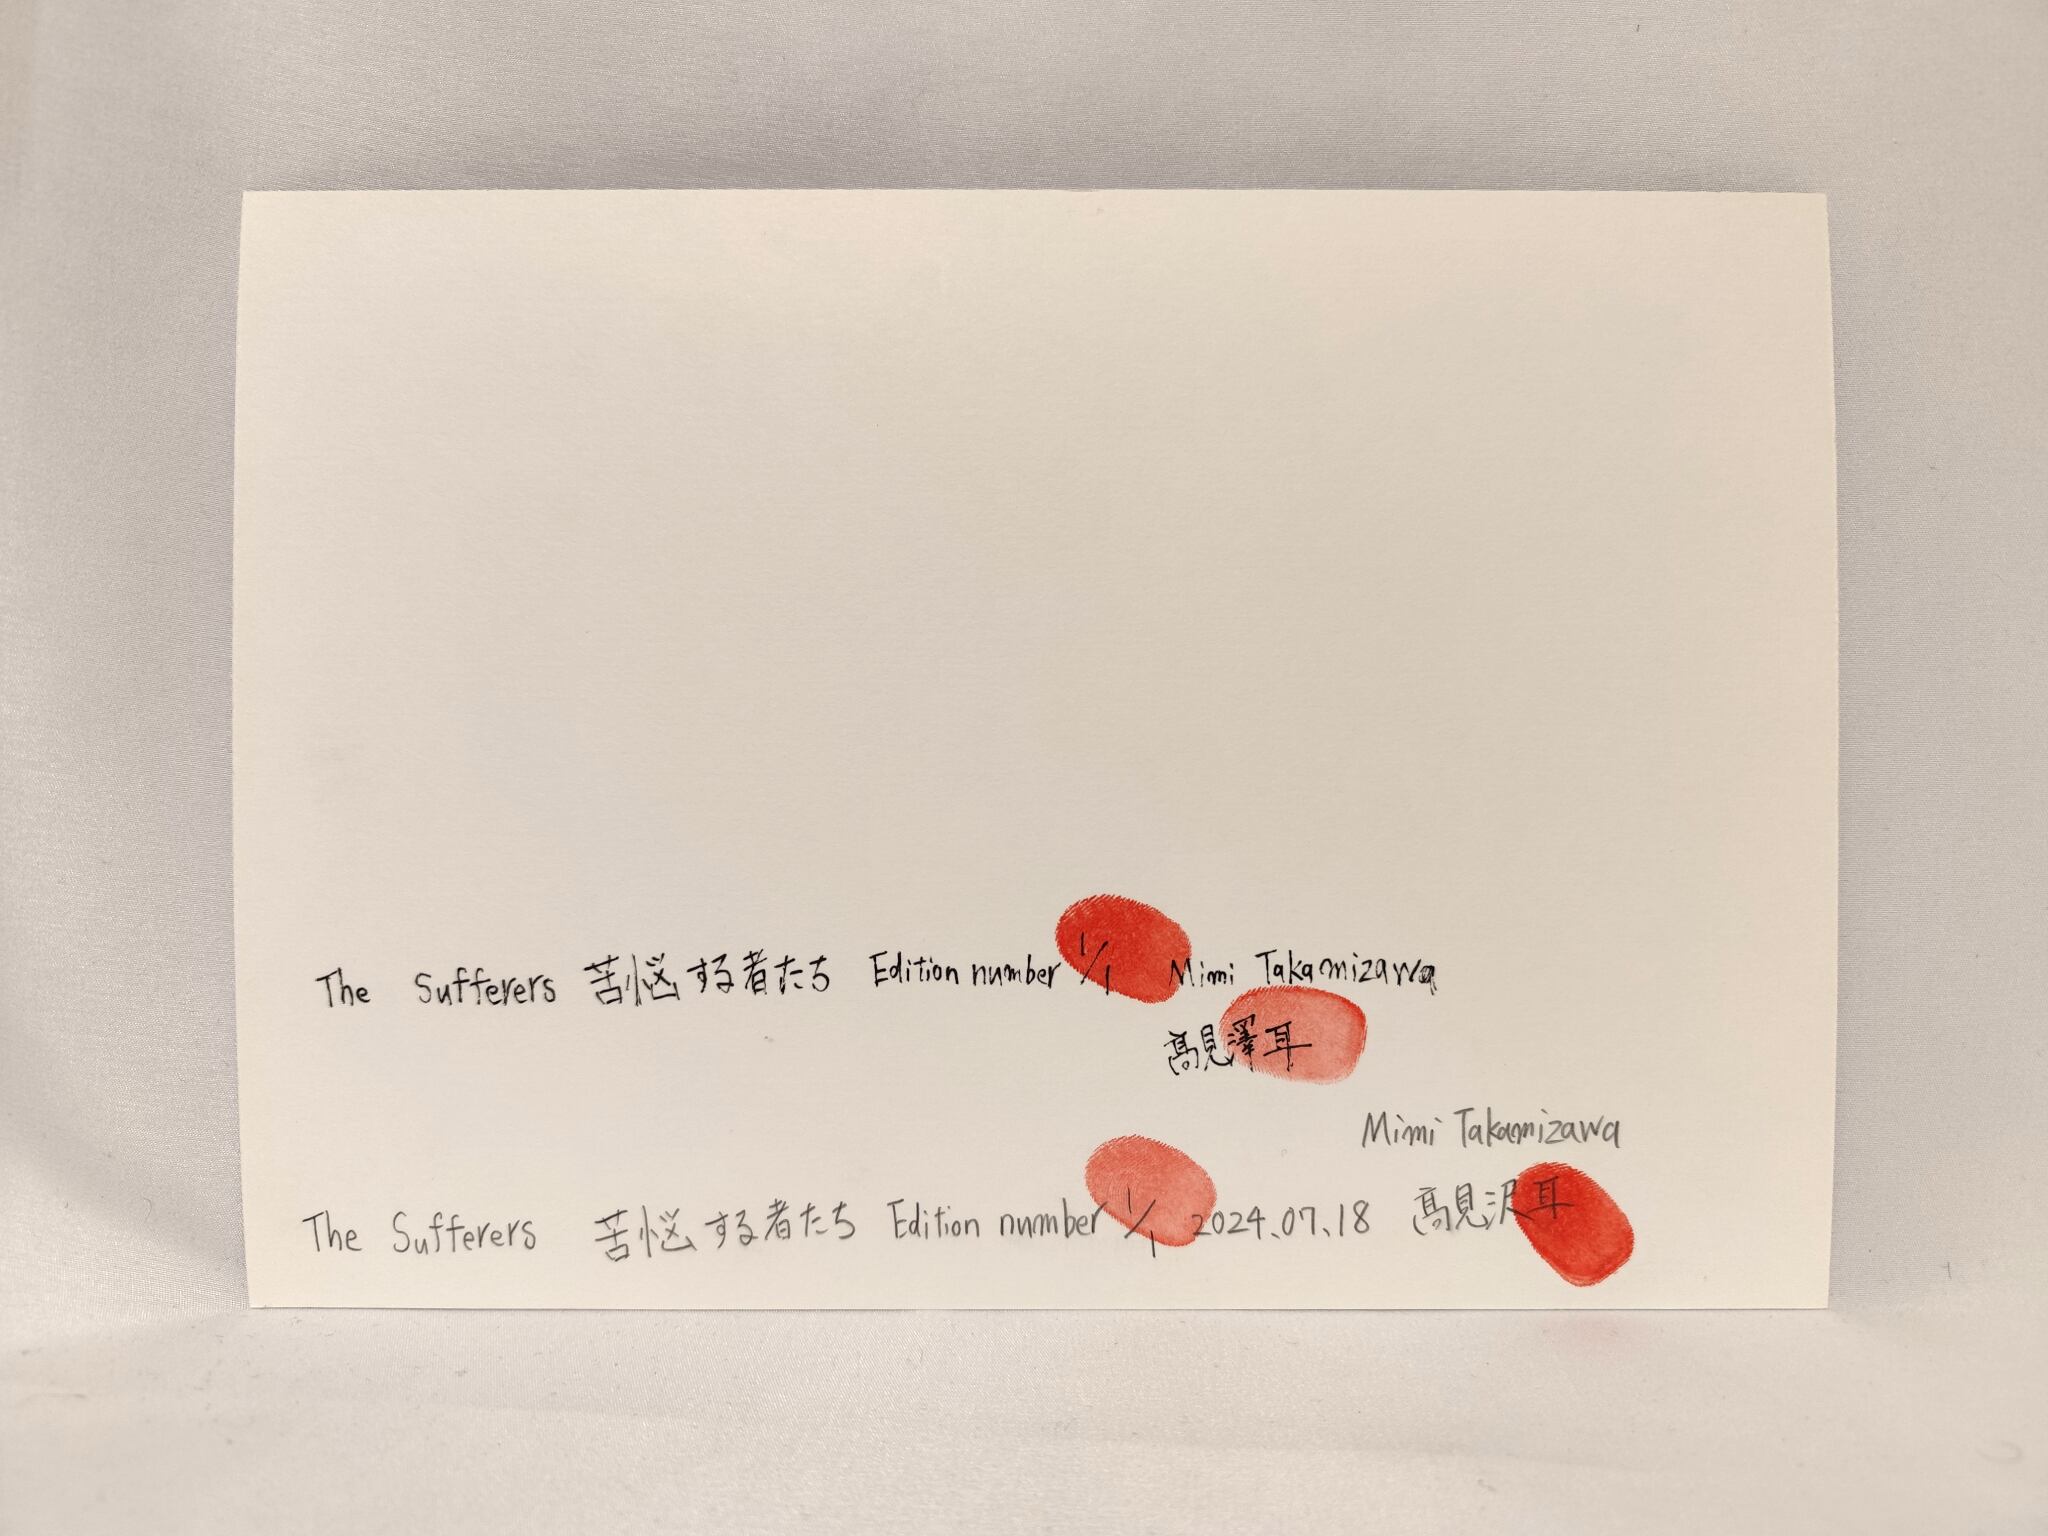 The Sufferers 苦悩する者たち Edition number 1/1 Mimi Takamizawa
髙見澤耳
Mimi Takamizawa
The Sufferers 苦悩する者たち Edition number 1/1 2024.07.18 髙見沢耳